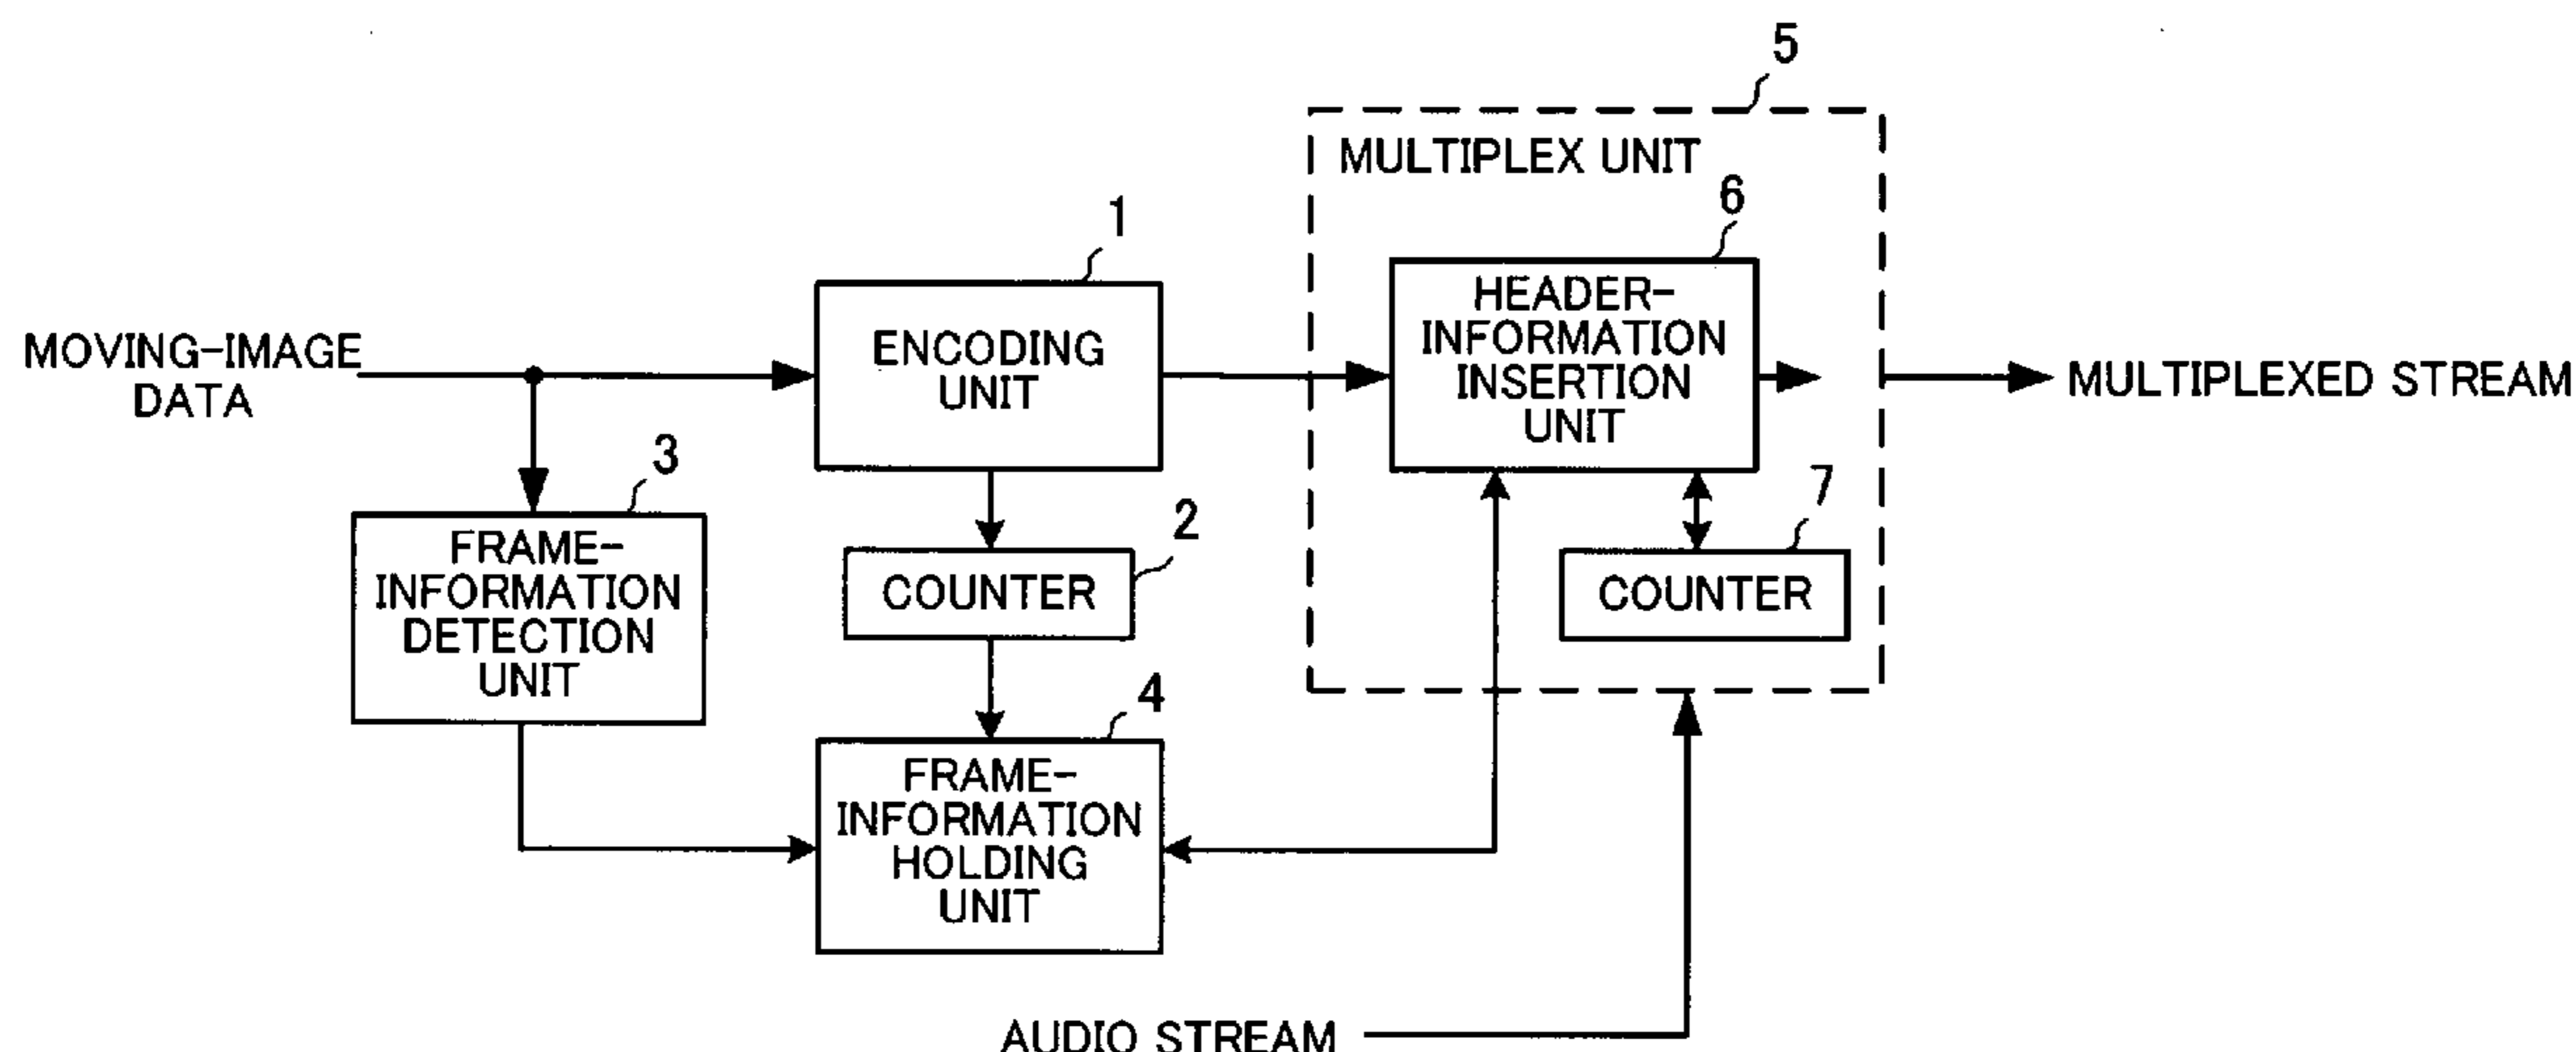 5
MULTIPLEX UNIT
6
1
HEADER-
INFORMATION
INSERTION
UNIT
ENCODING
UNIT
MOVING-IMAGE
DATA
MULTIPLEXED STREAM
3
FRAME-
INFORMATION
DETECTION
UNIT
2
COUNTER
7
COUNTER
4
FRAME-
INFORMATION
HOLDING
UNIT
AUDIO STREAM